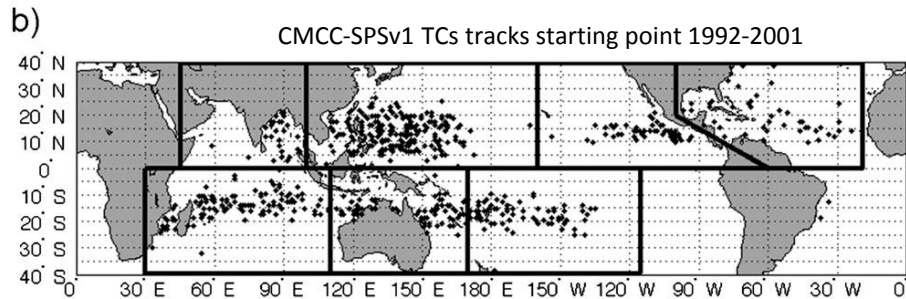 b)
CMCC-SPSv1 TCs tracks starting point 1992-2001
40° N
30 N
20 N
10 N
0°
10 S
20 S
30 S
40° S
0° 30° E 60° E 90° E 120° E 150° E 180° W 150° W 120° W 90° W 60° W 30° W 0°